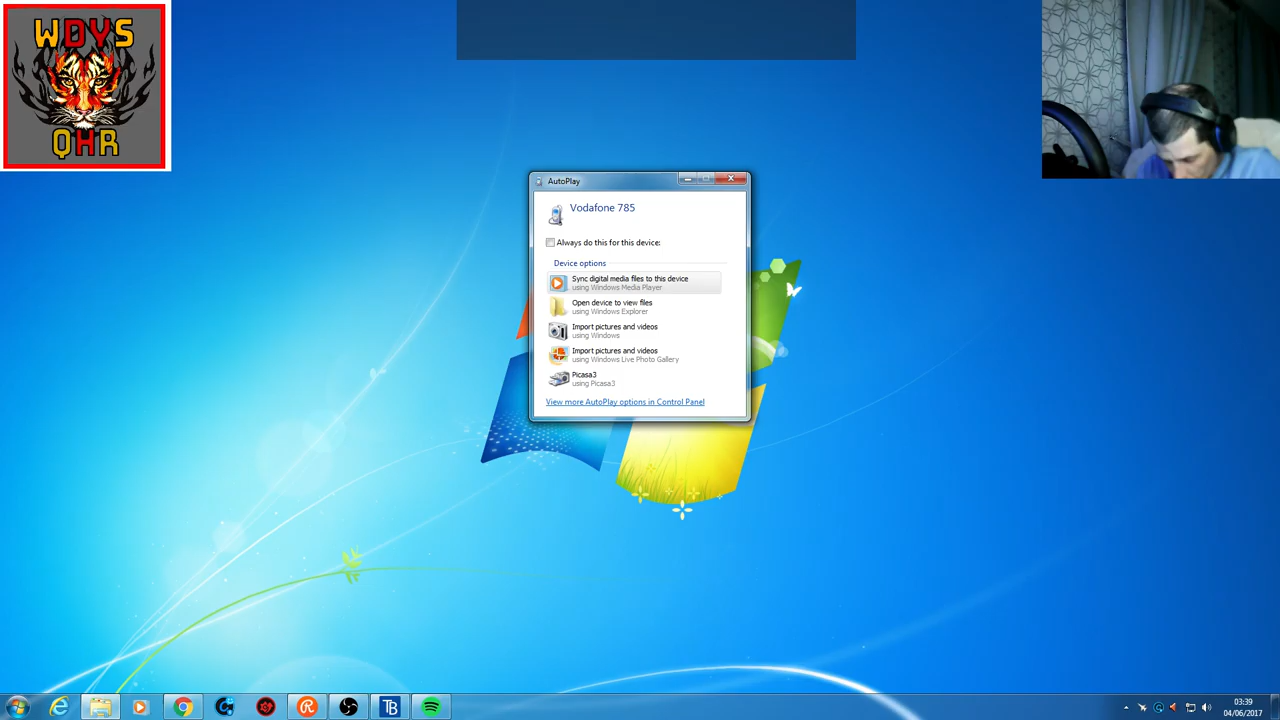 WDYS
QHR
AutoPlay
Vodafone 785
Always do this for this device:
Device options
Sync digital media files to this device
using Windows Media Player
Open device to view files
using Windows Explorer
Import pictures and videos
using Windows
Import pictures and videos
using Windows Live Photo Gallery
Picasa3
using Picasa3
View more AutoPlay options in Control Panel
TB
03:39
04/06/2017